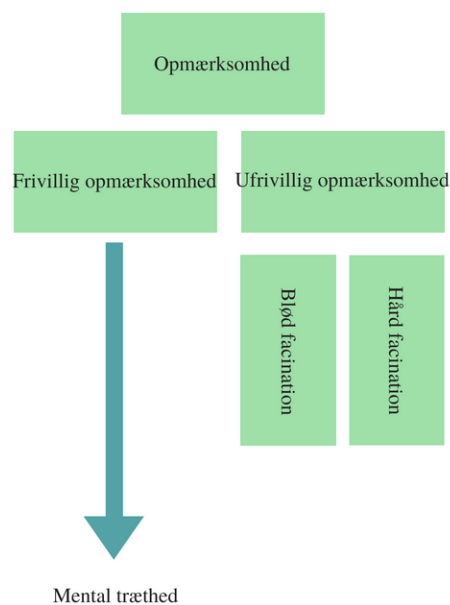 Opmærksomhed
Frivillig opmærksomhed
Ufrivillig opmærksomhed
Blød facination
Hård facination
Mental træthed